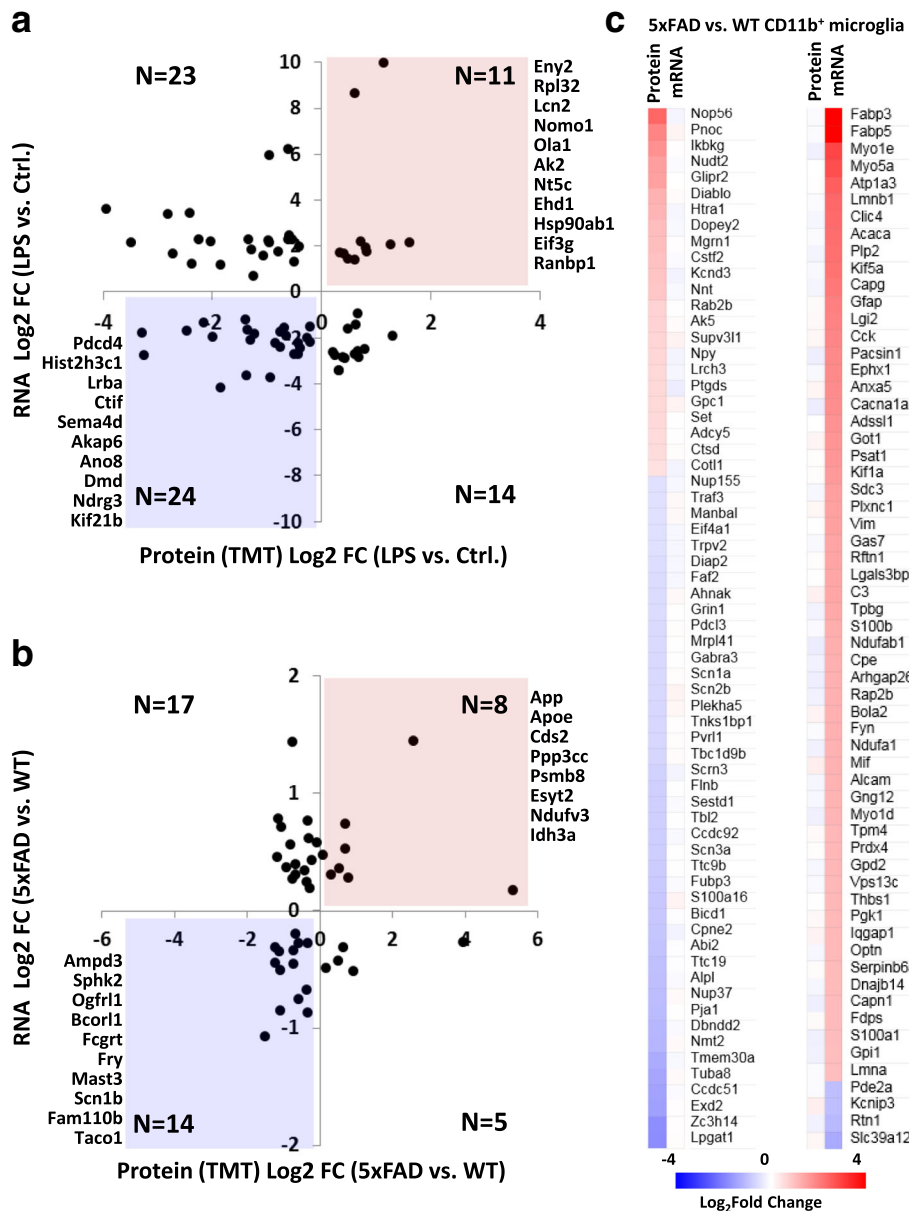 a
N=23
N=11
N=24
N=14
10
8
6
4
2
0
-4
-2
0
2
4
-4
-6
-8
-10
RNA Log2 FC (LPS vs. Ctrl.)
Protein (TMT) Log2 FC (LPS vs. Ctrl.)
Eny2
Rpl32
Lcn2
Nomo1
Ola1
Ak2
Nt5c
Ehd1
Hsp90ab1
Eif3g
Ranbp1
Pdcd4
Hist2h3c1
Lrba
Ctif
Sema4d
Akap6
Ano8
Dmd
Ndrg3
Kif21b
b
N=17
N=8
N=14
N=5
2
1
0
-6
-4
-2
0
2
4
6
-1
-2
RNA Log2 FC (5xFAD vs. WT)
Protein (TMT) Log2 FC (5xFAD vs. WT)
App
Apoe
Cds2
Ppp3cc
Psmb8
Esyt2
Ndufv3
Idh3a
Ampd3
Sphk2
Ogfrl1
Bcorl1
Fcgrt
Fry
Mast3
Scn1b
Fam110b
Taco1
c
5xFAD vs. WT CD11b+ microglia
Protein
mRNA
Nop56
Pnoc
Ikbkg
Nudt2
Glipr2
Diablo
Htra1
Dopey2
Mgrn1
Cstf2
Kcnd3
Nnt
Rab2b
Ak5
Supv3l1
Npy
Lrch3
Ptgds
Gpc1
Set
Adcy5
Ctsd
Cotl1
Nup155
Traf3
Manbal
Eif4a1
Trpv2
Diap2
Faf2
Ahnak
Grin1
Pdcl3
Mrpl41
Gabra3
Scn1a
Scn2b
Plekha5
Tnks1bp1
Pvrl1
Tbc1d9b
Scrn3
Flnb
Sestd1
Tbl2
Ccdc92
Scn3a
Ttc9b
Fubp3
S100a16
Bicd1
Cpne2
Abi2
Ttc19
Alpl
Nup37
Pja1
Dbndd2
Nmt2
Tmem30a
Tuba8
Ccdc51
Exd2
Zc3h14
Lpgat1
Protein
mRNA
Fabp3
Fabp5
Myo1e
Myo5a
Atp1a3
Lmnb1
Clic4
Acaca
Plp2
Kif5a
Capg
Gfap
Lgi2
Cck
Pacsin1
Ephx1
Anxa5
Cacna1a
Adssl1
Got1
Psat1
Kif1a
Sdc3
Plxnc1
Vim
Gas7
Rftn1
Lgals3bp
C3
Tpbg
S100b
Ndufab1
Cpe
Arhgap26
Rap2b
Bola2
Fyn
Ndufa1
Mif
Alcam
Gng12
Myo1d
Tpm4
Prdx4
Gpd2
Vps13c
Thbs1
Pgk1
Iqgap1
Optn
Serpinb6
Dnajb14
Capn1
Fdps
S100a1
Gpi1
Lmna
Pde2a
Kcnip3
Rtn1
Slc39a12
-4
0
4
Log2Fold Change